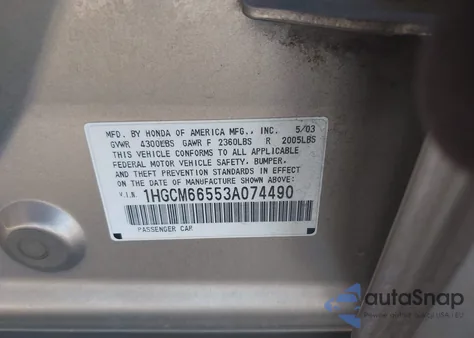 MFD. BY HONDA OF AMERICA MFG., INC. 5/03
GVWR 4300LBS GAWR F 2360LBS R 2005LBS
THIS VEHICLE CONFORMS TO ALL APPLICABLE
FEDERAL MOTOR VEHICLE SAFETY, BUMPER,
AND THEFT PREVENTION STANDARDS IN EFFECT ON
THE DATE OF MANUFACTURE SHOWN ABOVE.
V.I.N. 1HGCM66553A074490
PASSENGER CAR
autoSnap